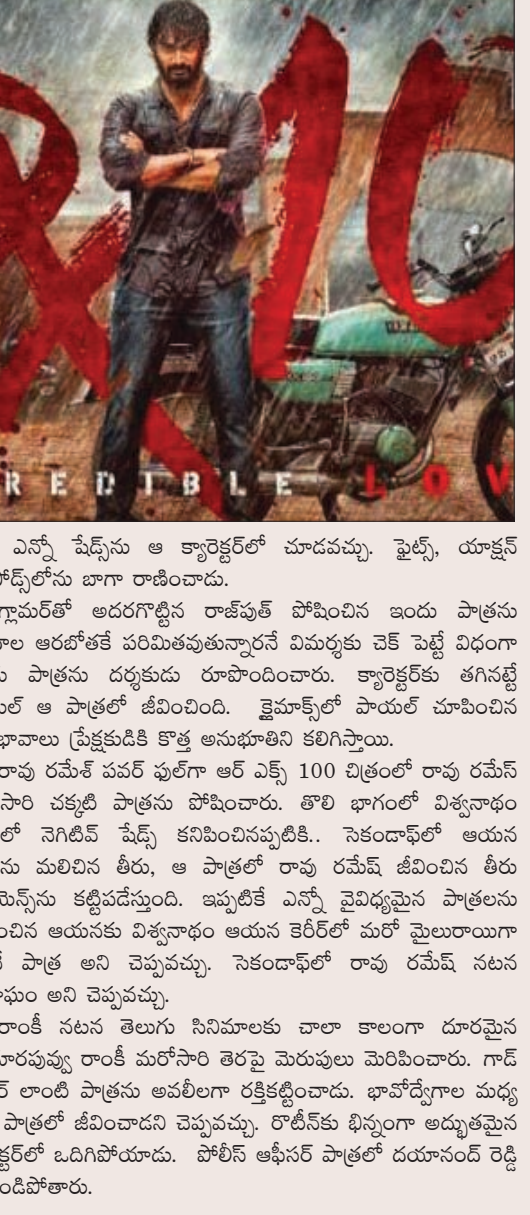 REDIBLE LOV
ఎన్నో షేడ్స్‌ను ఆ క్యారెక్టర్‌లో చూడవచ్చు. ఫైట్స్, యాక్షన్
బాగా రాణించాడు.
అదరగొట్టిన రాజ్‌పుత్ పోషించిన ఇందు పాత్రను
ఆరబోతకే పరిమితవుతున్నారనే విమర్శకు చెక్ పెట్టే విధంగా
పాత్రను దర్శకుడు రూపొందించారు. క్యారెక్టర్‌కు తగినట్టే
ఆ పాత్రలో జీవించింది. క్లైమాక్స్‌లో పాయల్ చూపించిన
భావాలు ప్రేక్షకుడికి కొత్త అనుభూతిని కలిగిస్తాయి.
రావు రమేశ్ పవర్ ఫుల్‌గా ఆర్ ఎక్స్ 100 చిత్రంలో రావు రమేస్
సారి చక్కటి పాత్రను పోషించారు. తొలి భాగంలో విశ్వనాథం
లో నెగిటివ్ షేడ్స్ కనిపించినప్పటికి.. సెకండాఫ్‌లో ఆయన
ను మలిచిన తీరు, ఆ పాత్రలో రావు రమేష్ జీవించిన తీరు
మెన్స్‌ను కట్టిపడేస్తుంది. ఇప్పటికే ఎన్నో వైవిధ్యమైన పాత్రలను
ంచిన ఆయనకు విశ్వనాథం ఆయన కెరీర్‌లో మరో మైలురాయిగా
పాత్ర అని చెప్పవచ్చు. సెకండాఫ్‌లో రావు రమేష్ నటన
ఘం అని చెప్పవచ్చు.
రాంకీ నటన తెలుగు సినిమాలకు చాలా కాలంగా దూరమైన
రాంకీ మరోసారి తెరపై మెరుపులు మెరిపించారు. గాడ్
లాంటి పాత్రను అవలీలగా రక్తికట్టించాడు. భావోద్వేగాల మధ్య
పాత్రలో జీవించాడని చెప్పవచ్చు. రొటీన్‌కు భిన్నంగా అద్భుతమైన
క్టర్‌లో ఒదిగిపోయాడు. పోలీస్ ఆఫీసర్ పాత్రలో దయానంద్ రెడ్డి
ండిపోతారు.